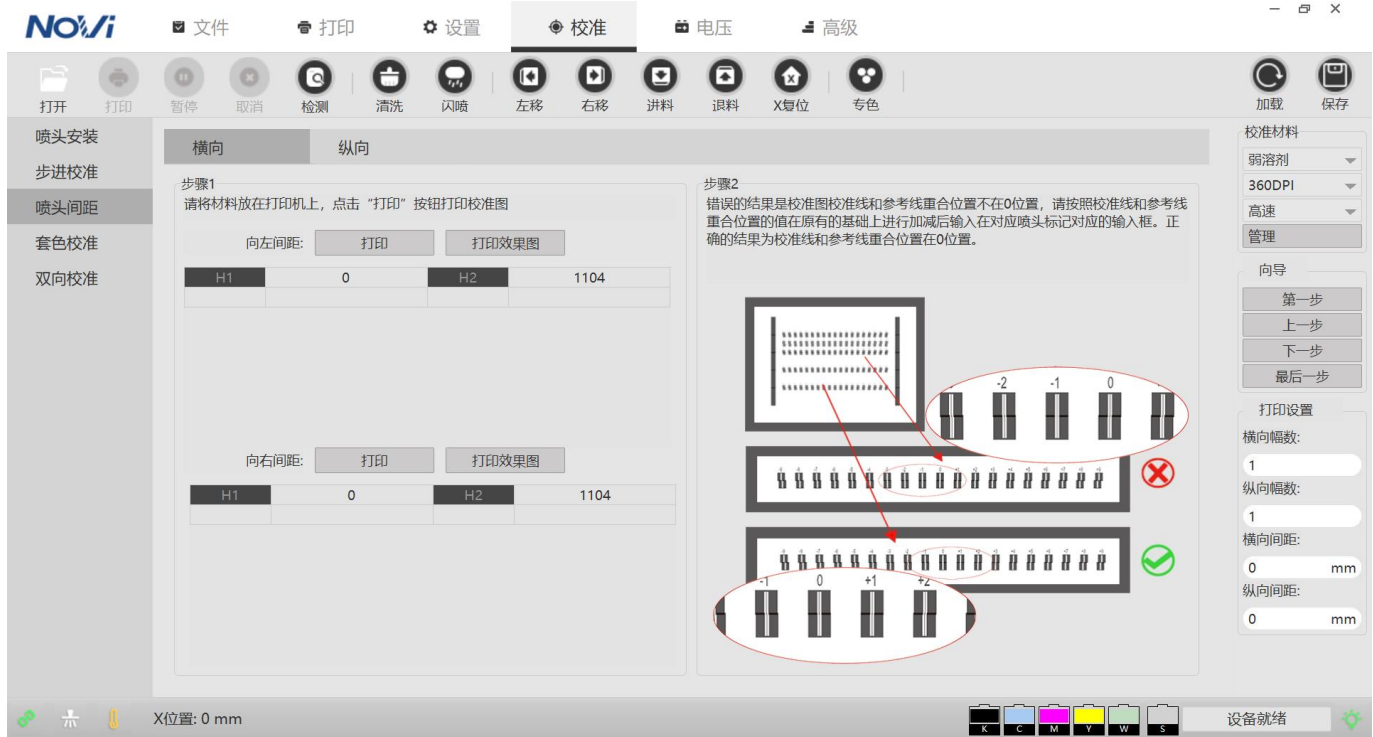 NOVi
文件
打印
设置
校准
电压
高级
打开
打印
暂停
取消
检测
清洗
闪喷
左移
右移
进料
退料
X复位
专色
加载
保存
喷头安装
步进校准
喷头间距
套色校准
双向校准
横向
纵向
步骤1
请将材料放在打印机上，点击“打印”按钮打印校准图
向左间距:
打印
打印效果图
H1 0 H2 1104
向右间距:
打印
打印效果图
H1 0 H2 1104
步骤2
错误的结果是校准图校准线和参考线重合位置不在0位置，请按照校准线和参考线
重合位置的值在原有的基础上进行加减后输入在对应喷头标记对应的输入框。正
确的结果为校准线和参考线重合位置在0位置。
-2 -1 0
-1 0 +1 +2
校准材料
弱溶剂
360DPI
高速
管理
向导
第一步
上一步
下一步
最后一步
打印设置
横向幅数:
1
纵向幅数:
1
横向间距:
0 mm
纵向间距:
0 mm
X位置: 0 mm
K C M Y W S
设备就绪